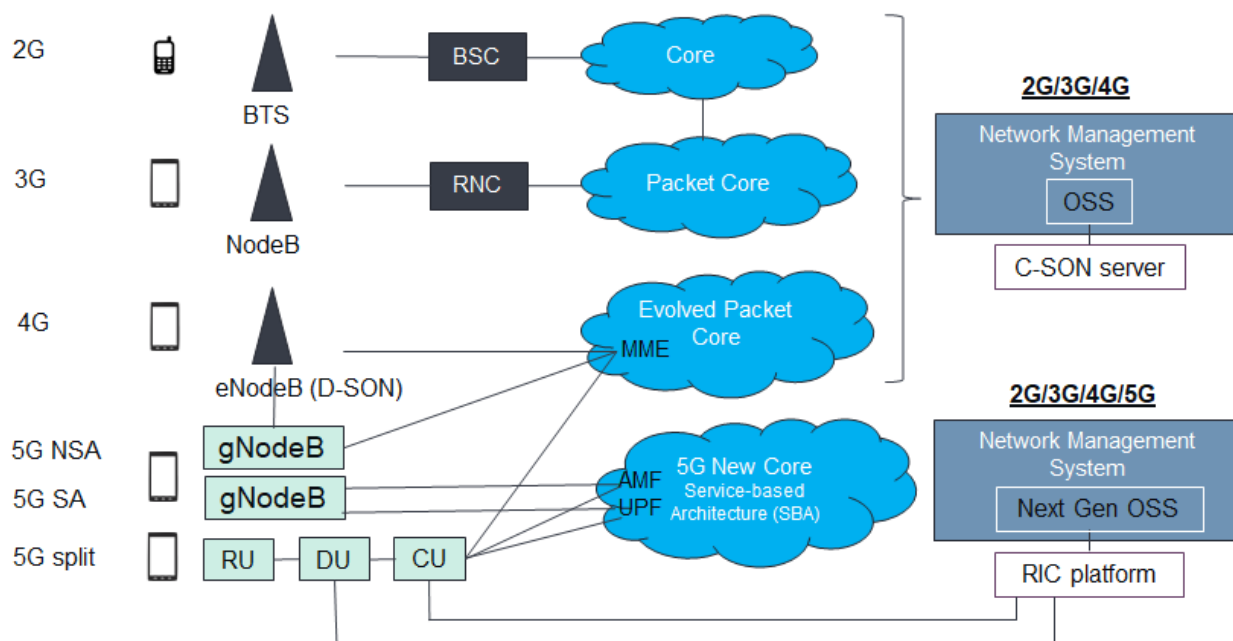 2G
BTS
BSC
Core
3G
NodeB
RNC
Packet Core
4G
eNodeB (D-SON)
Evolved Packet
Core
MME
5G NSA
gNodeB
5G SA
gNodeB
5G New Core
Service-based
Architecture (SBA)
AMF
UPF
5G split
RU
DU
CU
2G/3G/4G
Network Management
System
OSS
C-SON server
2G/3G/4G/5G
Network Management
System
Next Gen OSS
RIC platform